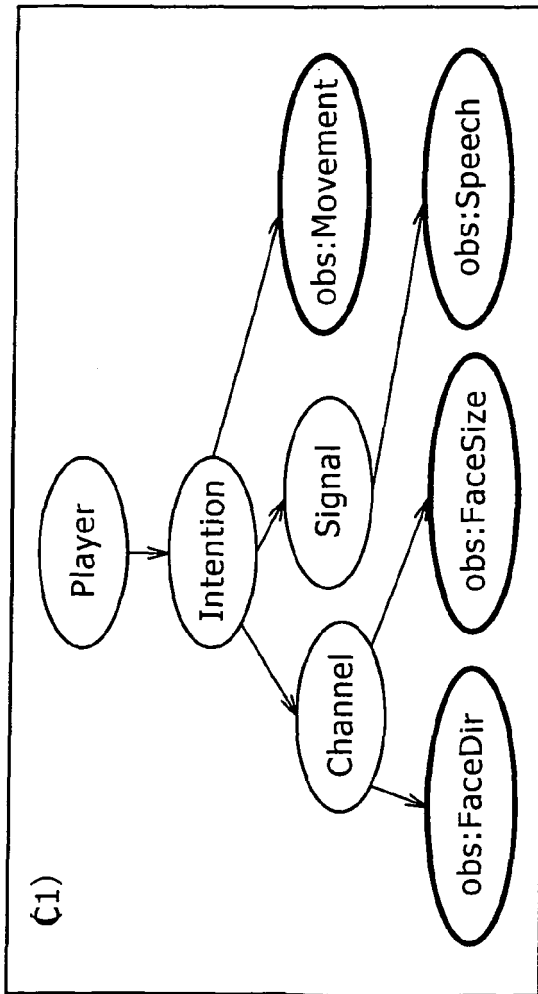 C1)
Player
Intention
obs:Movement
Signal
Channel
obs:FaceDir
obs:FaceSize
obs:Speech